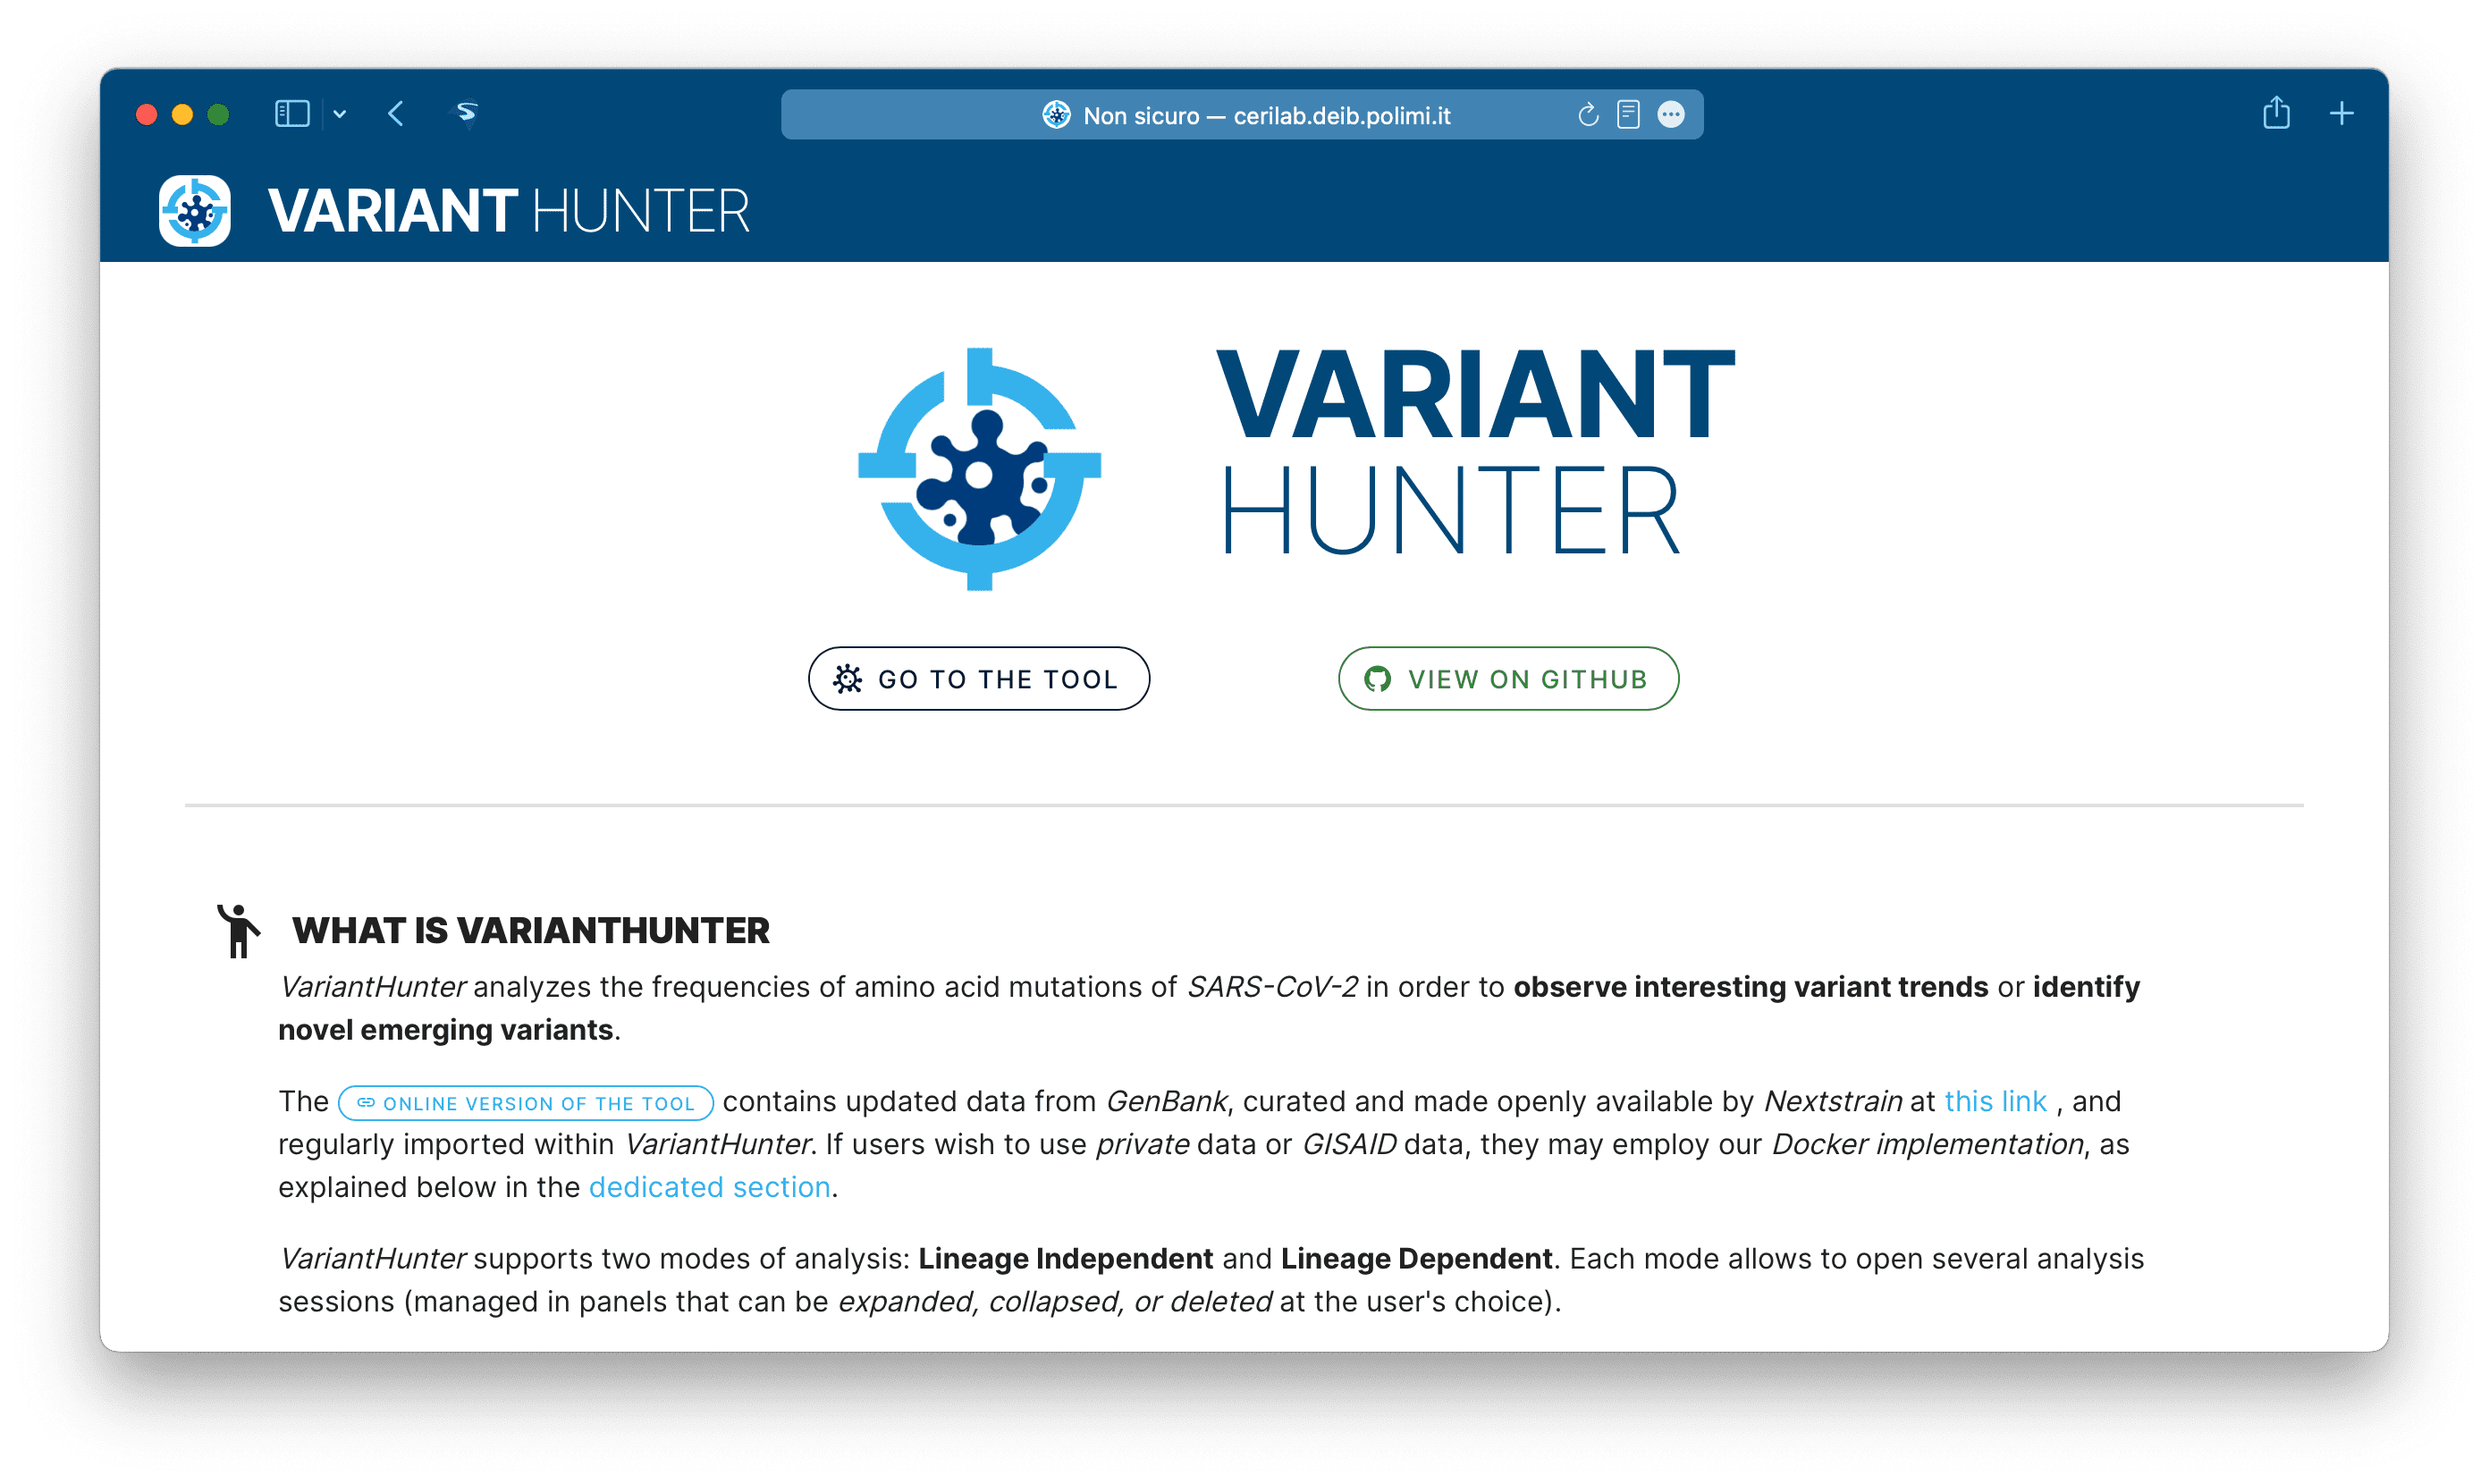 Non sicuro — cerilab.deib.polimi.it
VARIANT HUNTER
VARIANT
HUNTER
GO TO THE TOOL
VIEW ON GITHUB
WHAT IS VARIANTHUNTER
VariantHunter analyzes the frequencies of amino acid mutations of SARS-CoV-2 in order to observe interesting variant trends or identify
novel emerging variants.
The ONLINE VERSION OF THE TOOL contains updated data from GenBank, curated and made openly available by Nextstrain at this link , and
regularly imported within VariantHunter. If users wish to use private data or GISAID data, they may employ our Docker implementation, as
explained below in the dedicated section.
VariantHunter supports two modes of analysis: Lineage Independent and Lineage Dependent. Each mode allows to open several analysis
sessions (managed in panels that can be expanded, collapsed, or deleted at the user's choice).